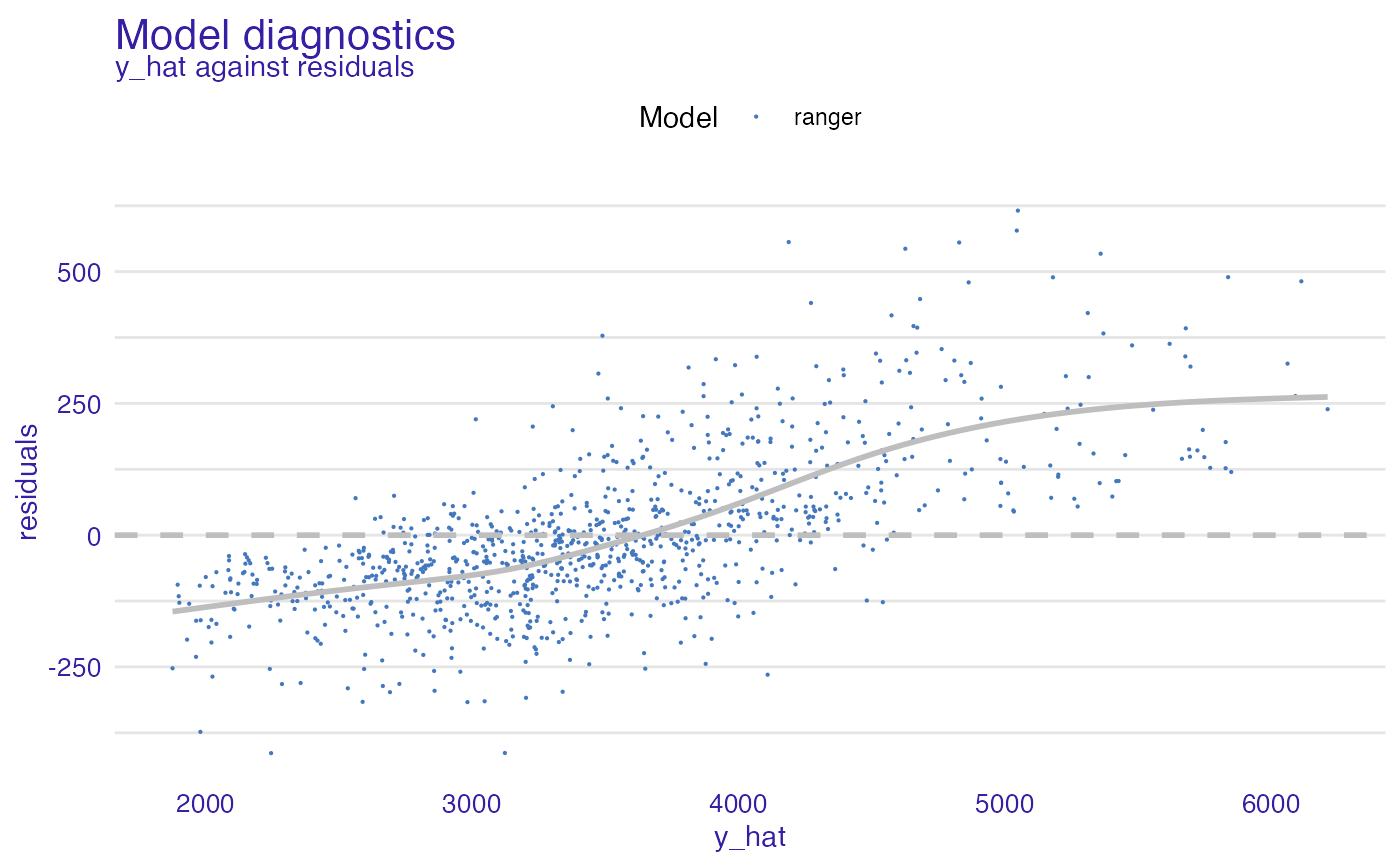 Model diagnostics
y_hat against residuals
Model ranger
residuals
500
250
0
-250
2000 3000 4000 5000 6000
y_hat